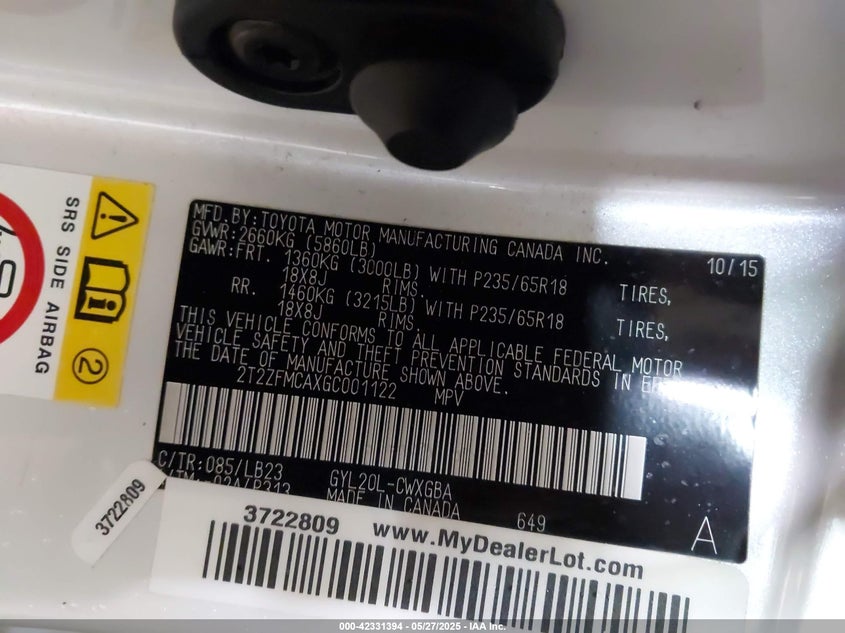 MFD. BY: TOYOTA MOTOR MANUFACTURING CANADA INC. 10/15
GVWR: 2660KG (5860LB)
GAWR: FRT. 1360KG (3000LB) WITH P235/65R18 TIRES,
18X8J RIMS.
RR. 1460KG (3215LB) WITH P235/65R18 TIRES,
18X8J RIMS.
THIS VEHICLE CONFORMS TO ALL APPLICABLE FEDERAL MOTOR
VEHICLE SAFETY AND THEFT PREVENTION STANDARDS IN
THE DATE OF MANUFACTURE SHOWN ABOVE.
2T2ZFMCAXGC001122 MPV
C/TR: 085/LB23 GYL20L-CWXGBA
MADE IN CANADA 649
A
SRS SIDE AIRBAG
2
3722809
3722809 www.MyDealerLot.com
000-42331394 - 05/27/2025 - IAA Inc.